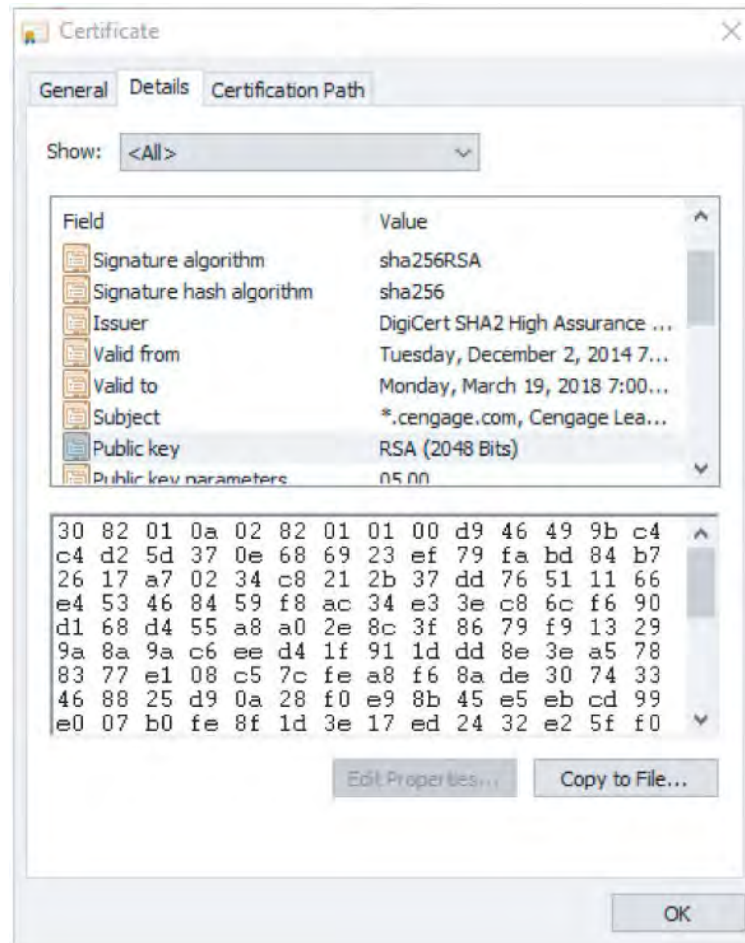 Certificate
General Details Certification Path
Show: <All>
Field Value
Signature algorithm sha256RSA
Signature hash algorithm sha256
Issuer DigiCert SHA2 High Assurance ...
Valid from Tuesday, December 2, 2014 7...
Valid to Monday, March 19, 2018 7:00...
Subject *.cengage.com, Cengage Lea...
Public key RSA (2048 Bits)
Public key parameters 05 00
30 82 01 0a 02 82 01 01 00 d9 46 49 9b c4
c4 d2 5d 37 0e 68 69 23 ef 79 fa bd 84 b7
26 17 a7 02 34 c8 21 2b 37 dd 76 51 11 66
e4 53 46 84 59 f8 ac 34 e3 3e c8 6c f6 90
d1 68 d4 55 a8 a0 2e 8c 3f 86 79 f9 13 29
9a 8a 9a c6 ee d4 1f 91 1d dd 8e 3e a5 78
83 77 e1 08 c5 7c fe a8 f6 8a de 30 74 33
46 88 25 d9 0a 28 f0 e9 8b 45 e5 eb cd 99
e0 07 b0 fe 8f 1d 3e 17 ed 24 32 e2 5f f0
Edit Properties... Copy to File...
OK